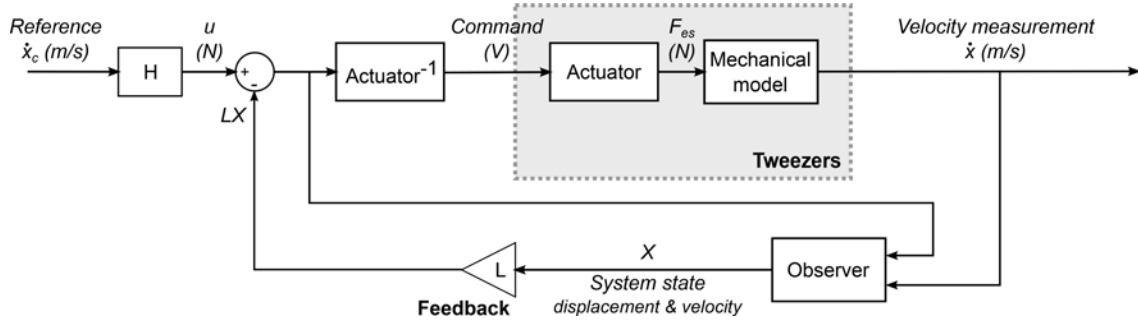 Reference
ẋc (m/s)
H
u
(N)
+
-
LX
Actuator-1
Command
(V)
Actuator
Fes
(N)
Mechanical
model
Tweezers
Velocity measurement
ẋ (m/s)
Observer
X
System state
displacement & velocity
L
Feedback